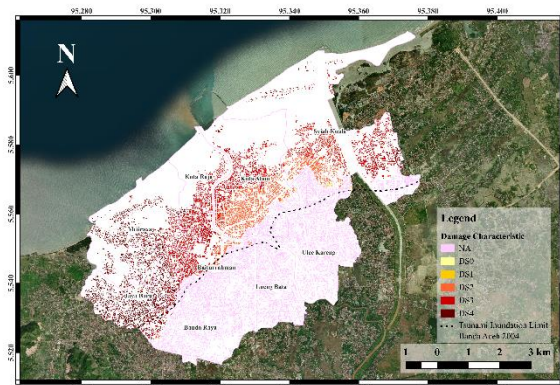 95.280 95.300 95.320 95.340 95.360 95.380 95.400
N
5.600
5.580
5.560
5.540
5.520
Syiah Kuala
Kuta Raja
Kuta Alam
Meuraxa
Baiturrahman
Ulee Kareng
Jaya Baru
Lueng Bata
Banda Raya
Legend
Damage Characteristic
NA
DS0
DS1
DS2
DS3
DS4
Tsunami Inundation Limit
Banda Aceh 2004
1 0 1 2 3 km